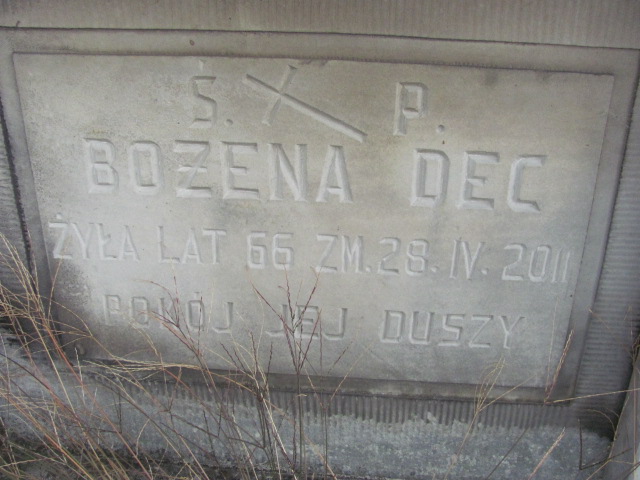 Ś. P.
BOŻENA DEC
ŻYŁA LAT 66 ZM. 28. IV. 2011
POKÓJ JEJ DUSZY